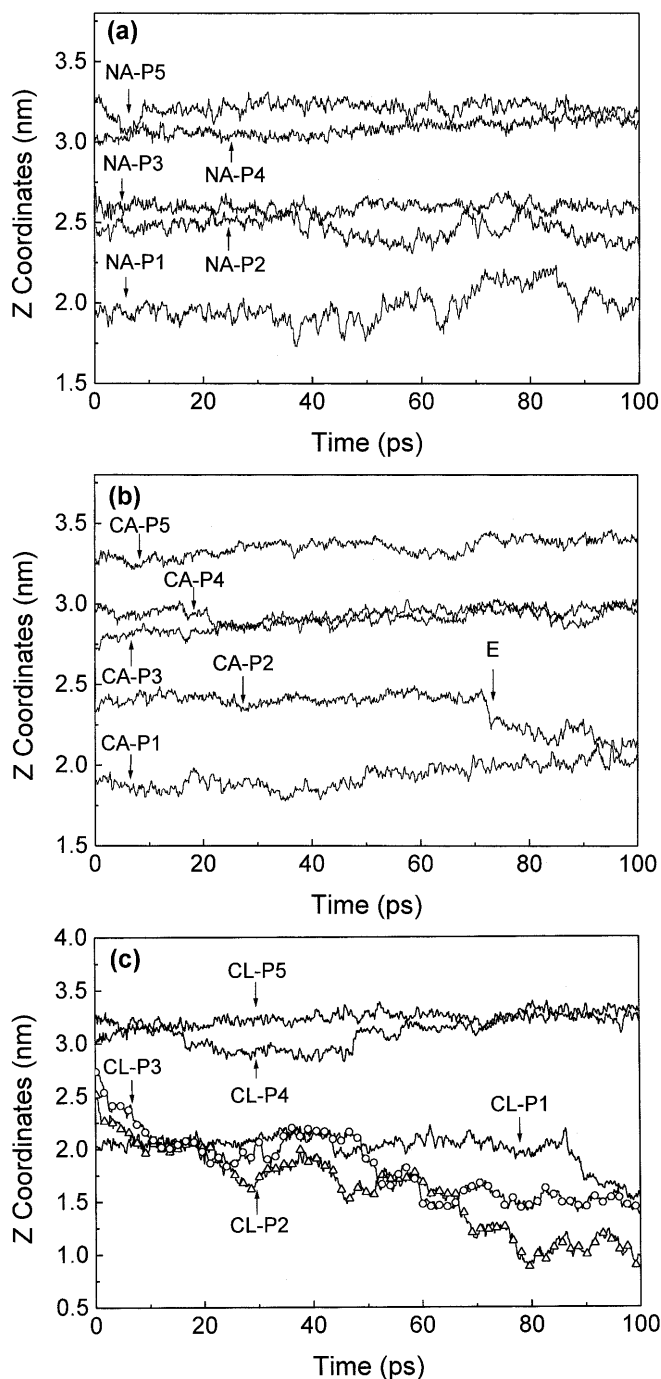 (a)
3.5
NA-P5
3.0
NA-P3
NA-P4
2.5
NA-P1
NA-P2
2.0
1.5
Z Coordinates (nm)
0 20 40 60 80 100
Time (ps)
(b)
3.5
CA-P5
CA-P4
3.0
CA-P3
CA-P2
E
2.5
CA-P1
2.0
1.5
Z Coordinates (nm)
0 20 40 60 80 100
Time (ps)
4.0
(c)
CL-P5
3.5
3.0
CL-P3
CL-P4
2.5
CL-P1
2.0
1.5
CL-P2
1.0
0.5
Z Coordinates (nm)
0 20 40 60 80 100
Time (ps)